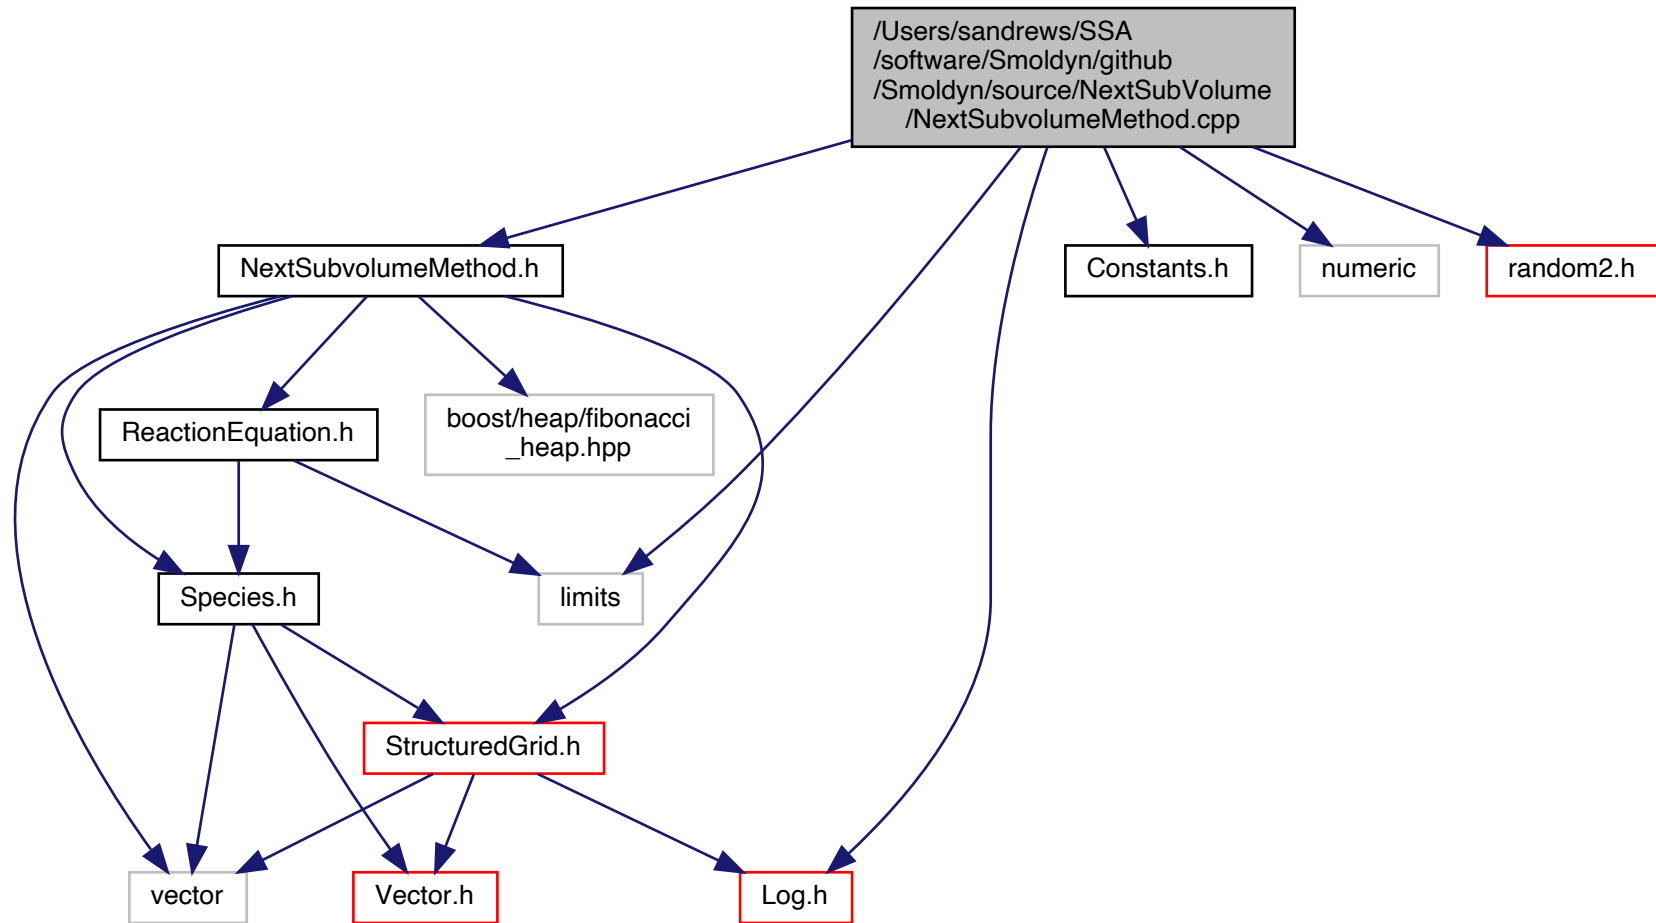 /Users/sandrews/SSA
/software/Smoldyn/github
/Smoldyn/source/NextSubVolume
/NextSubvolumeMethod.cpp
NextSubvolumeMethod.h
Constants.h
numeric
random2.h
ReactionEquation.h
boost/heap/fibonacci
_heap.hpp
Species.h
limits
StructuredGrid.h
vector
Vector.h
Log.h